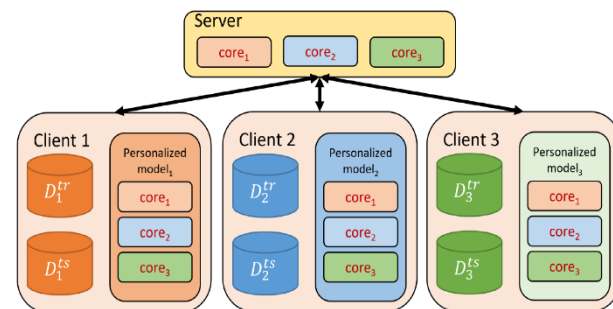 Server
core₁ core₂ core₃
Client 1
Personalized
model₁
D₁ᵗʳ
core₁
core₂
D₁ᵗˢ
core₃
Client 2
Personalized
model₂
D₂ᵗʳ
core₁
core₂
D₂ᵗˢ
core₃
Client 3
Personalized
model₃
D₃ᵗʳ
core₁
core₂
D₃ᵗˢ
core₃